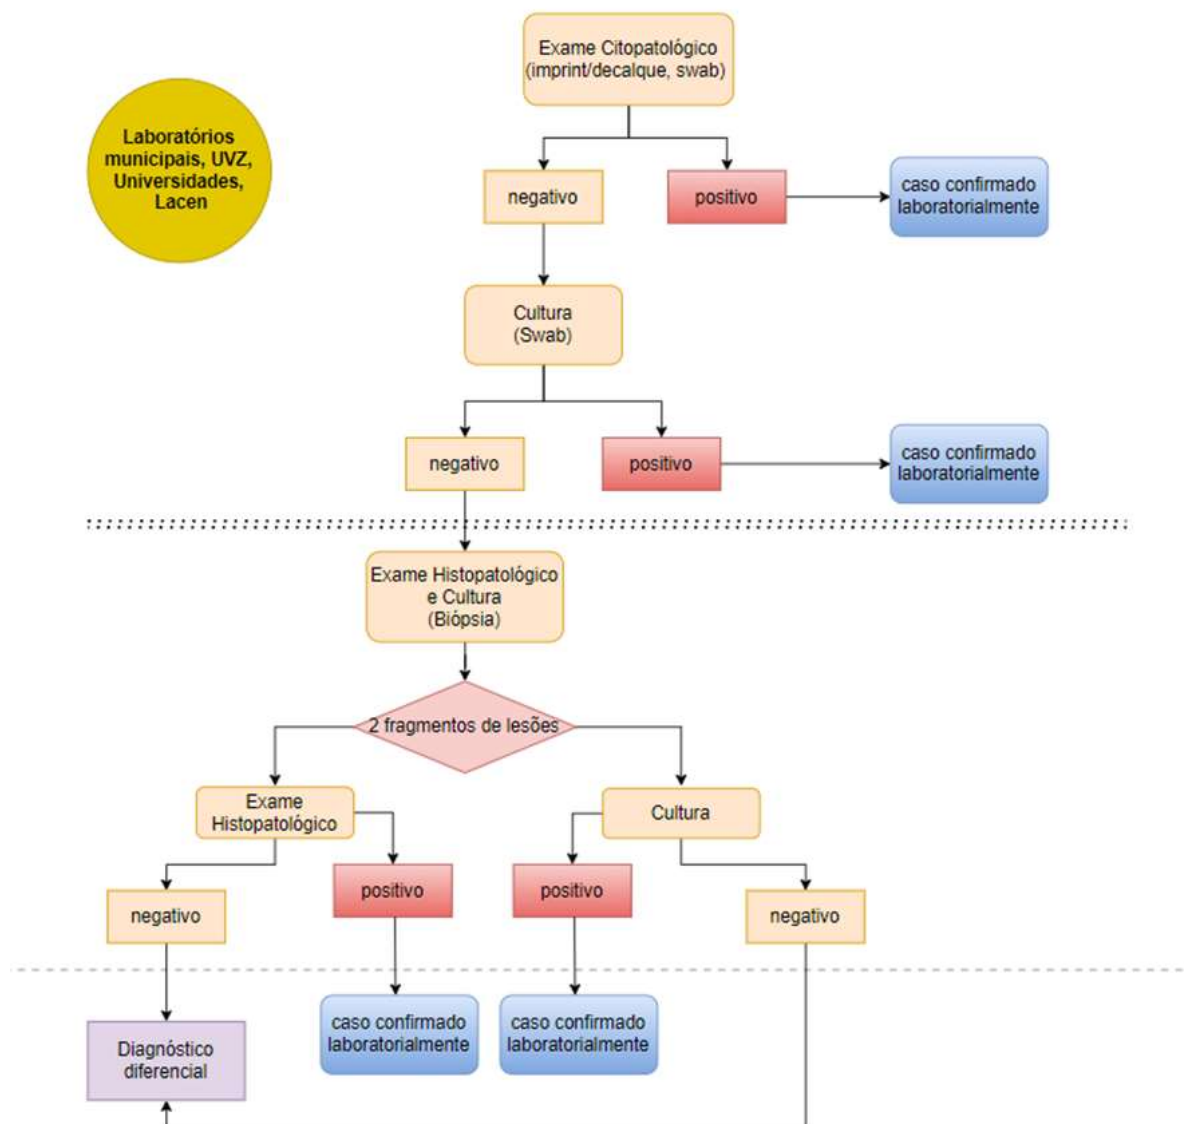 Exame Citopatológico
(imprint/decalque, swab)
Laboratórios
municipais, UVZ,
Universidades,
Lacen
negativo
positivo
caso confirmado
laboratorialmente
Cultura
(Swab)
negativo
positivo
caso confirmado
laboratorialmente
Exame Histopatológico
e Cultura
(Biópsia)
2 fragmentos de lesões
Exame
Histopatológico
Cultura
negativo
positivo
positivo
negativo
caso confirmado
laboratorialmente
caso confirmado
laboratorialmente
Diagnóstico
diferencial